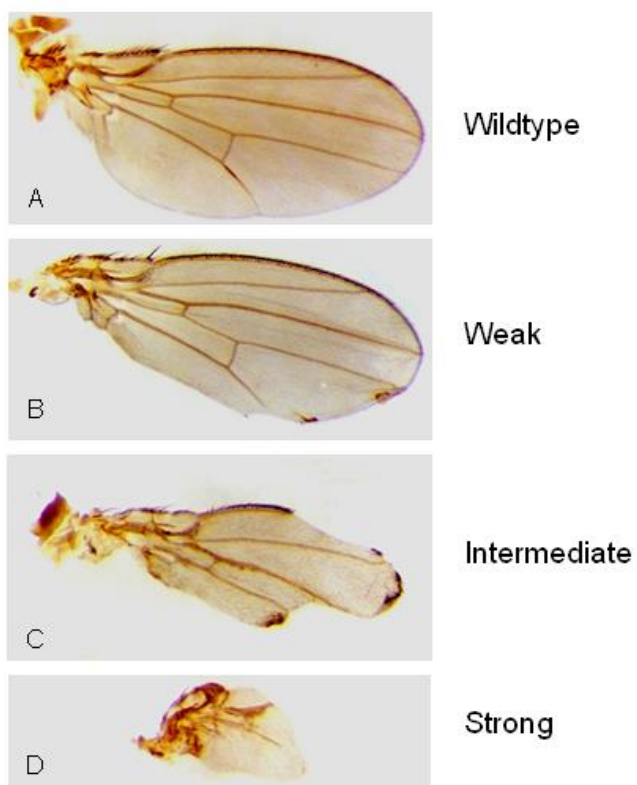 A
Wildtype
B
Weak
C
Intermediate
D
Strong